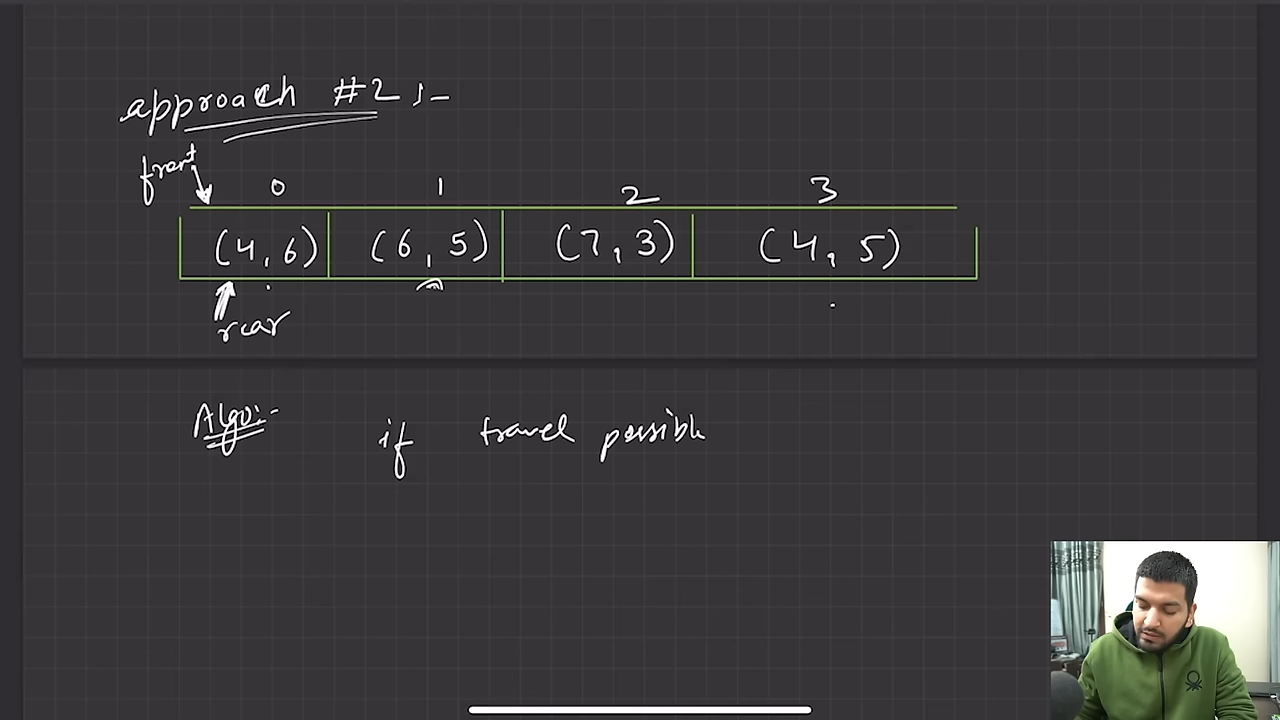 approach #2 :-
front
0 1 2 3
(4, 6) (6, 5) (7, 3) (4, 5)
rear
Algo:- if travel possible